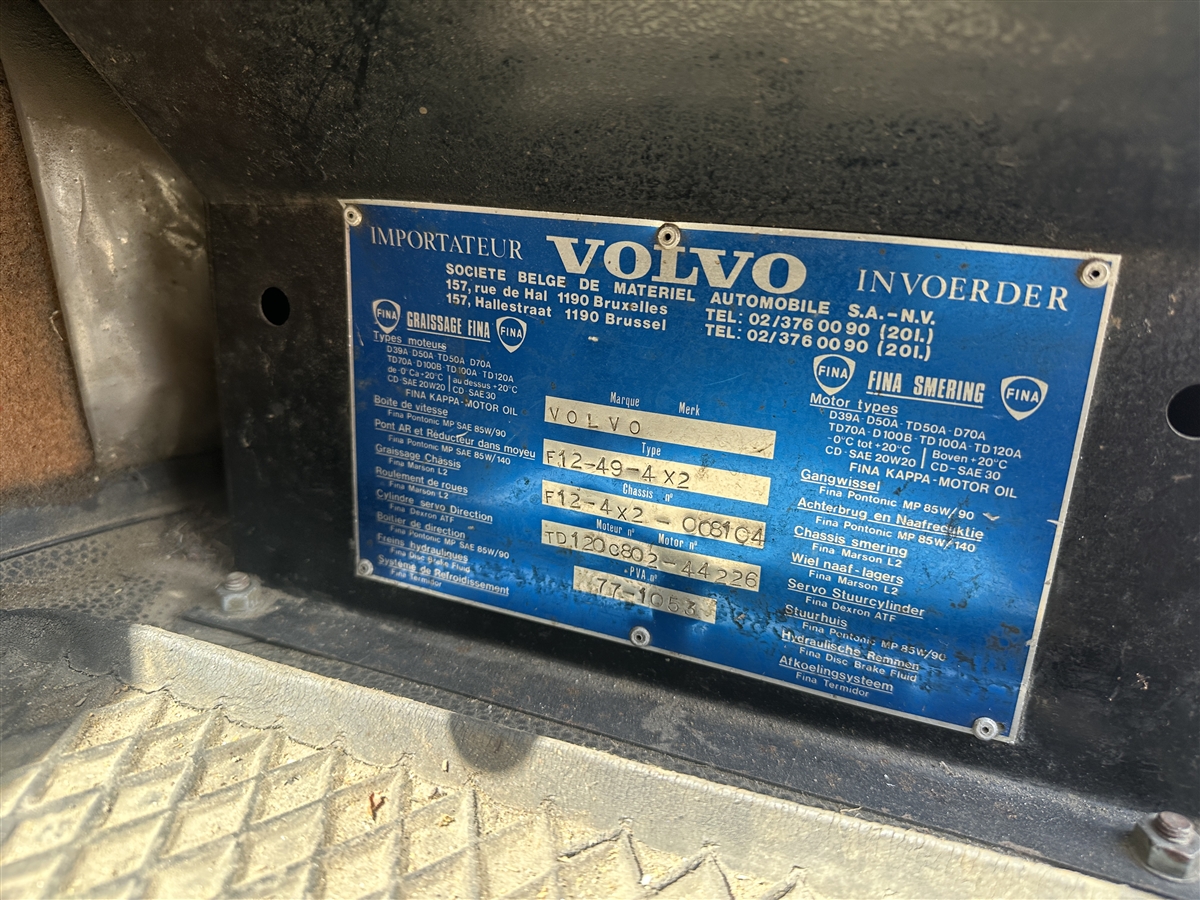 IMPORTATEUR VOLVO INVOERDER
SOCIETE BELGE DE MATERIEL AUTOMOBILE S.A.-N.V.
157, rue de Hal 1190 Bruxelles TEL: 02/376 00 90 (20l.)
157, Hallestraat 1190 Brussel TEL: 02/376 00 90 (20l.)
FINA GRAISSAGE FINA FINA
Types moteurs
D39A-D50A-TD50A-D70A
TD70A-D100B-TD100A-TD120A
de -0°C a +20°C | au dessus +20°C
CD-SAE 20W20 | CD-SAE 30
FINA KAPPA-MOTOR OIL
Boite de vitesse
Fina Pontonic MP SAE 85W/90
Pont AR et Réducteur dans moyeu
Fina Pontonic MP SAE 85W/140
Graissage Châssis
Fina Marson L2
Roulement de roues
Fina Marson L2
Cylindre servo Direction
Fina Dexron ATF
Boitier de direction
Fina Pontonic MP SAE 85W/90
Freins hydrauliques
Fina Disc Brake Fluid
Système de Refroidissement
Fina Termidor
Marque Merk
VOLVO
Type
F12-49-4X2
Chassis n°
F12-4X2-008104
Moteur n° Motor n°
TD120C802-44226
PVA n°
77-1053
FINA FINA SMERING FINA
Motor types
D39A-D50A-TD50A-D70A
TD70A-D100B-TD100A-TD120A
-0°C tot +20°C | Boven +20°C
CD-SAE 20W20 | CD-SAE 30
FINA KAPPA-MOTOR OIL
Gangwissel
Fina Pontonic MP 85W/90
Achterbrug en Naafreduktie
Fina Pontonic MP 85W/140
Chassis smering
Fina Marson L2
Wiel naaf-lagers
Fina Marson L2
Servo Stuurcylinder
Fina Dexron ATF
Stuurhuis
Fina Pontonic MP 85W/90
Hydraulische Remmen
Fina Disc Brake Fluid
Afkoelingsysteem
Fina Termidor